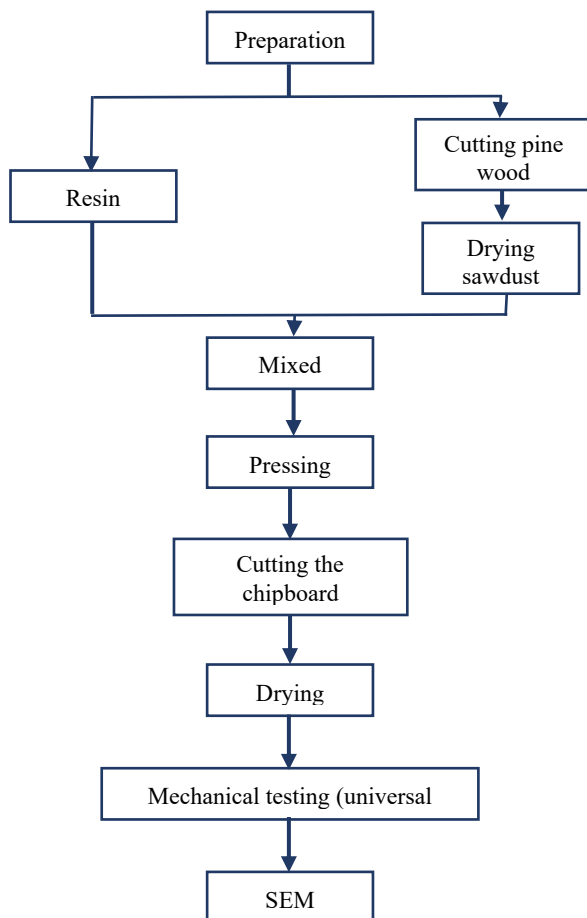 Preparation
Cutting pine
wood
Resin
Drying
sawdust
Mixed
Pressing
Cutting the
chipboard
Drying
Mechanical testing (universal
SEM